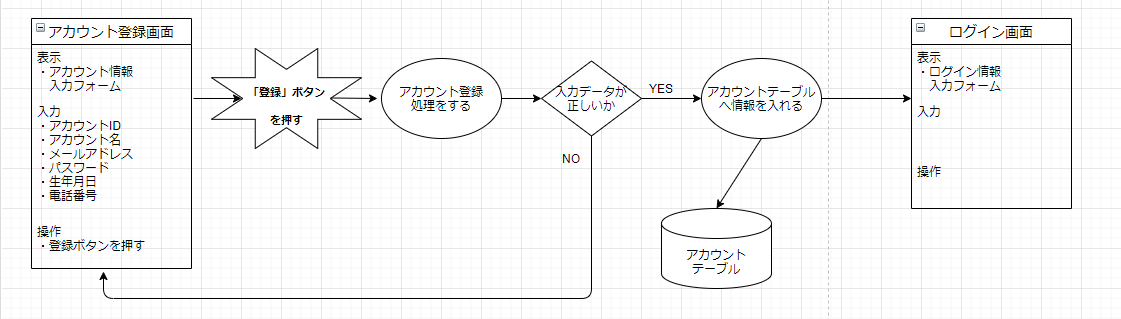 アカウント登録画面
表示
・アカウント情報
入力フォーム
入力
・アカウントID
・アカウント名
・メールアドレス
・パスワード
・生年月日
・電話番号
操作
・登録ボタンを押す
「登録」ボタン
を押す
アカウント登録
処理をする
入力データが
正しいか
YES
NO
アカウントテーブル
へ情報を入れる
アカウント
テーブル
ログイン画面
表示
・ログイン情報
入力フォーム
入力
操作